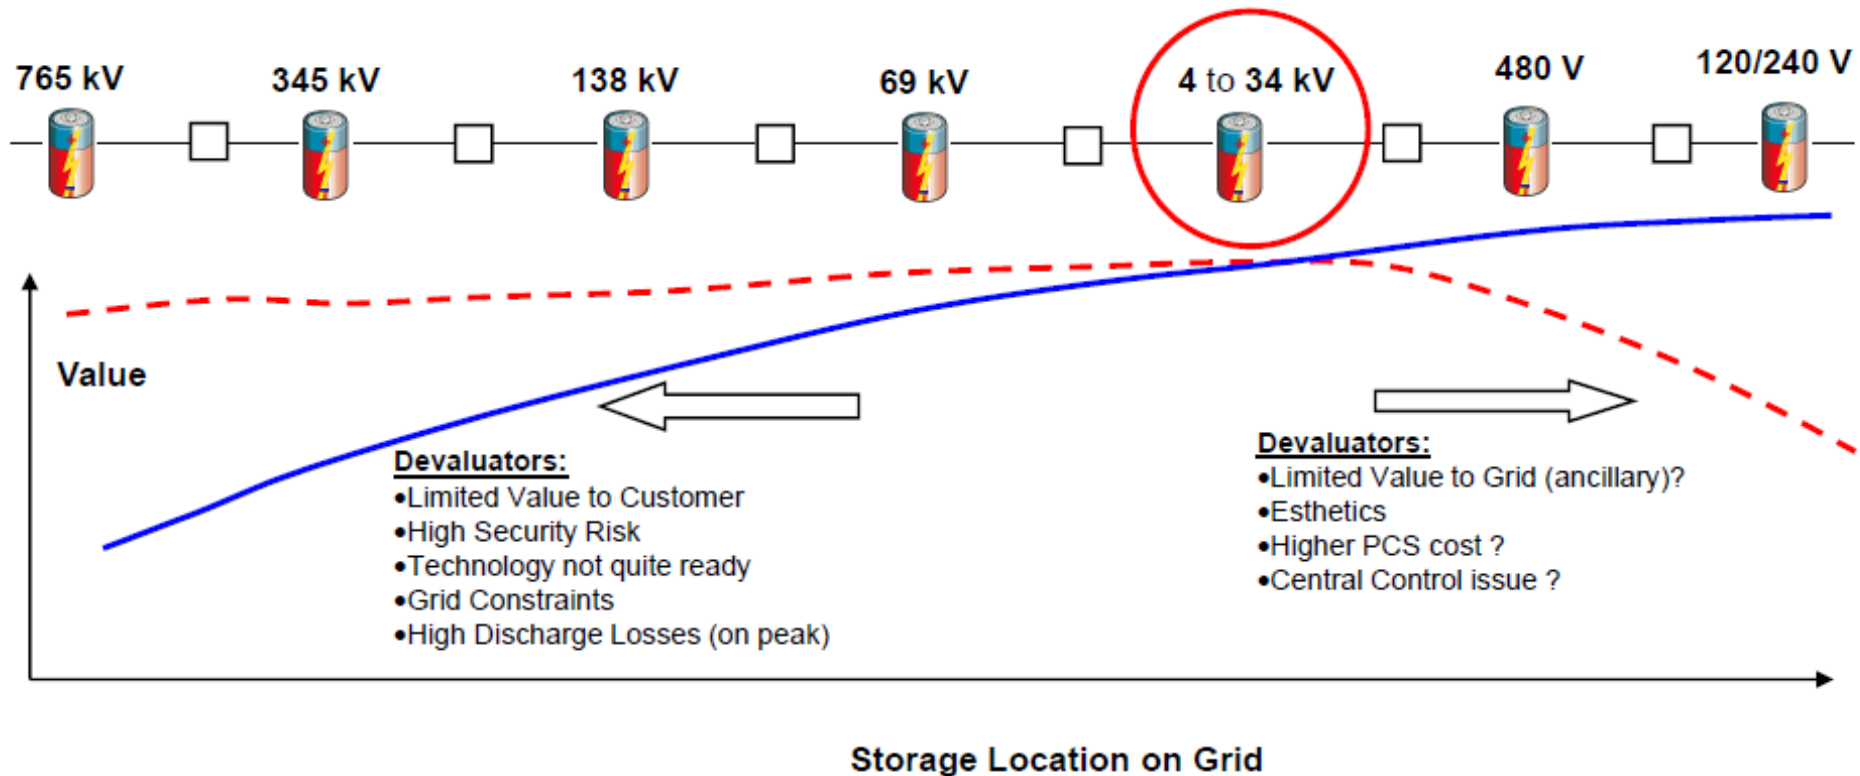 765 kV
345 kV
138 kV
69 kV
4 to 34 kV
480 V
120/240 V
Value
Devaluators:
•Limited Value to Customer
•High Security Risk
•Technology not quite ready
•Grid Constraints
•High Discharge Losses (on peak)
Devaluators:
•Limited Value to Grid (ancillary)?
•Esthetics
•Higher PCS cost ?
•Central Control issue ?
Storage Location on Grid